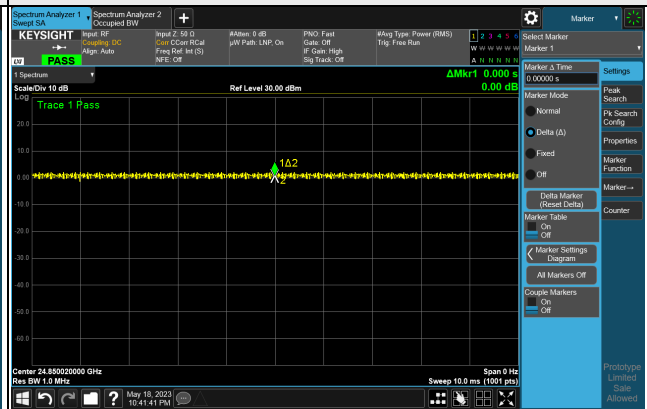 Spectrum Analyzer 1
Swept SA
Spectrum Analyzer 2
Occupied BW
Marker
KEYSIGHT
Input: RF
Coupling: DC
Align: Auto
Input Z: 50 Ω
Corr CCorr RCal
Freq Ref: Int (S)
NFE: Off
#Atten: 0 dB
µW Path: LNP, On
PNO: Fast
Gate: Off
IF Gain: High
Sig Track: Off
#Avg Type: Power (RMS)
Trig: Free Run
1 2 3 4 5 6
W W W W W W
A N N N N N
LXI
PASS
Select Marker
Marker 1
1 Spectrum
ΔMkr1 0.000 s
0.00 dB
Scale/Div 10 dB
Ref Level 30.00 dBm
Log
Trace 1 Pass
20.0
10.0
0.00
-10.0
-20.0
-30.0
-40.0
-50.0
-60.0
1Δ2
2
Center 24.850020000 GHz
Res BW 1.0 MHz
Span 0 Hz
Sweep 10.0 ms (1001 pts)
Marker Δ Time
0.00000 s
Marker Mode
Normal
Delta (Δ)
Fixed
Off
Delta Marker
(Reset Delta)
Marker Table
On
Off
Marker Settings
Diagram
All Markers Off
Couple Markers
On
Off
Settings
Peak
Search
Pk Search
Config
Properties
Marker
Function
Marker→
Counter
Prototype
Limited
Sale
Allowed
?
May 18, 2023
10:41:41 PM